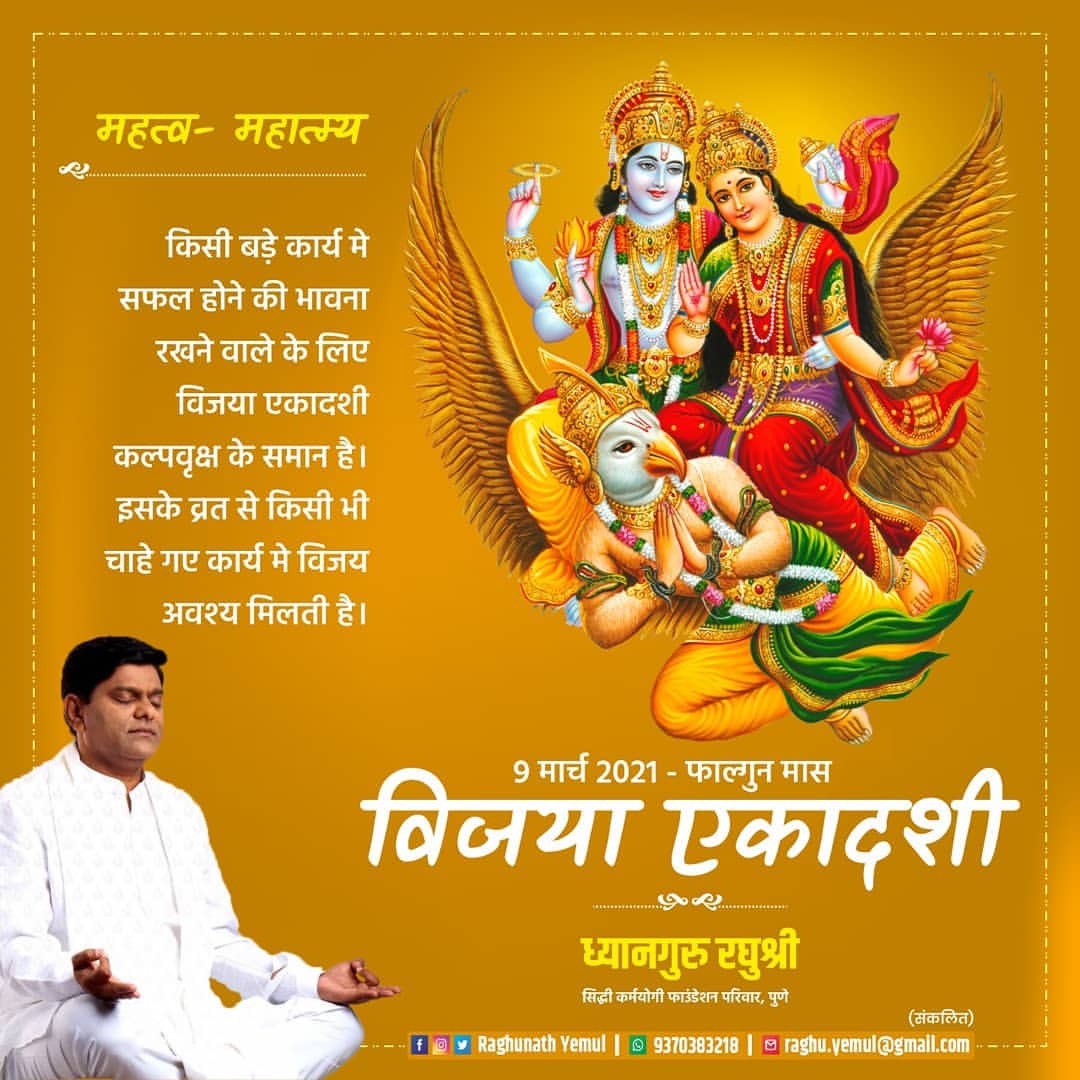 महत्व- महात्म्य
किसी बड़े कार्य मे
सफल होने की भावना
रखने वाले के लिए
विजया एकादशी
कल्पवृक्ष के समान है।
इसके व्रत से किसी भी
चाहे गए कार्य मे विजय
अवश्य मिलती है।
9 मार्च 2021 - फाल्गुन मास
विजया एकादशी
ध्यानगुरु रघुश्री
सिद्धी कर्मयोगी फाउंडेशन परिवार, पुणे
(संकलित)
Raghunath Yemul | 9370383218 | raghu.yemul@gmail.com